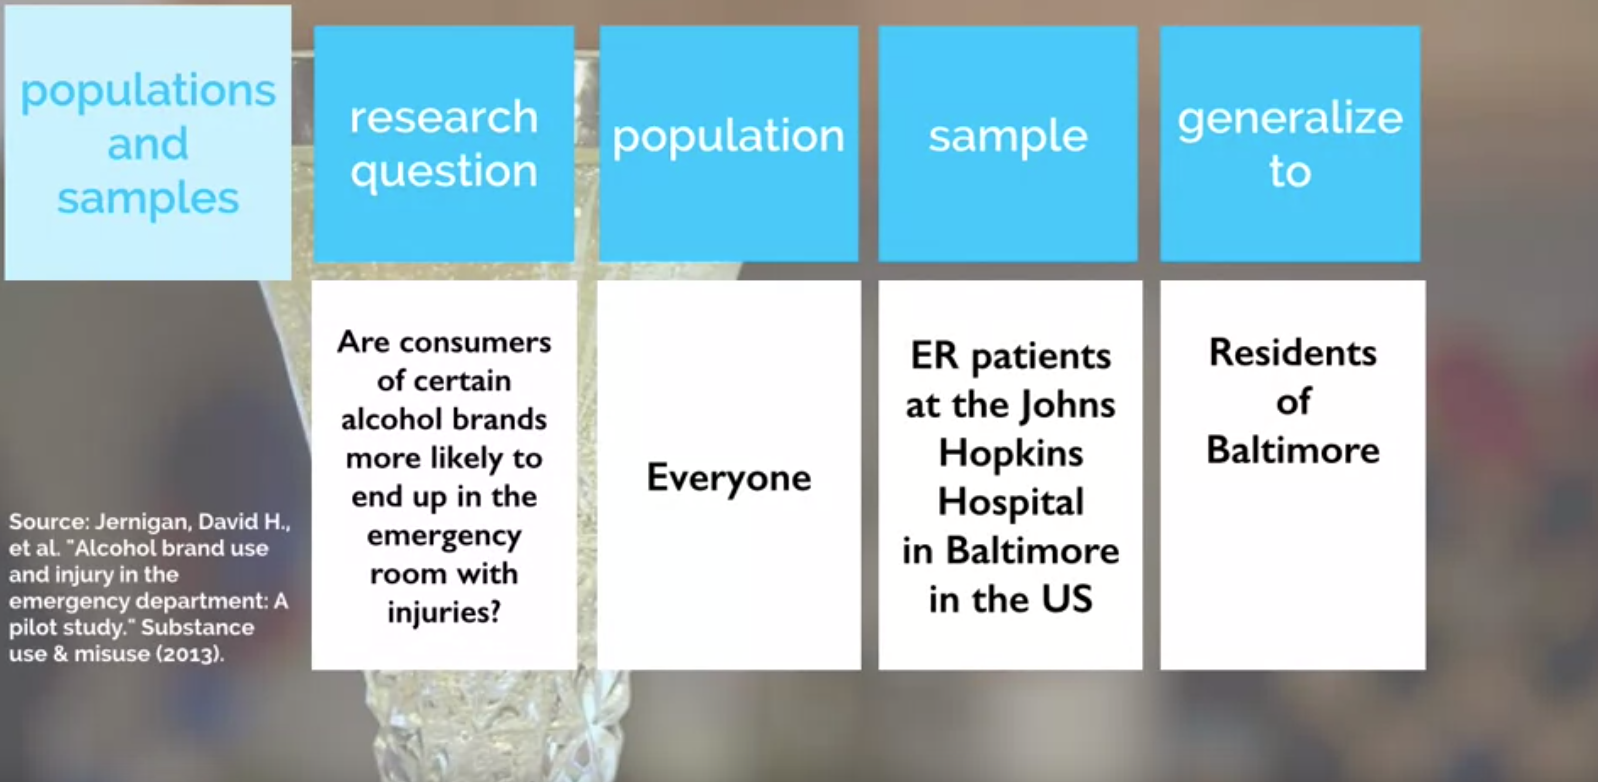 populations
and
samples
research
question
population
sample
generalize
to
Are consumers
of certain
alcohol brands
more likely to
end up in the
emergency
room with
injuries?
Everyone
ER patients
at the Johns
Hopkins
Hospital
in Baltimore
in the US
Residents
of
Baltimore
Source: Jernigan, David H.,
et al. "Alcohol brand use
and injury in the
emergency department: A
pilot study." Substance
use & misuse (2013).